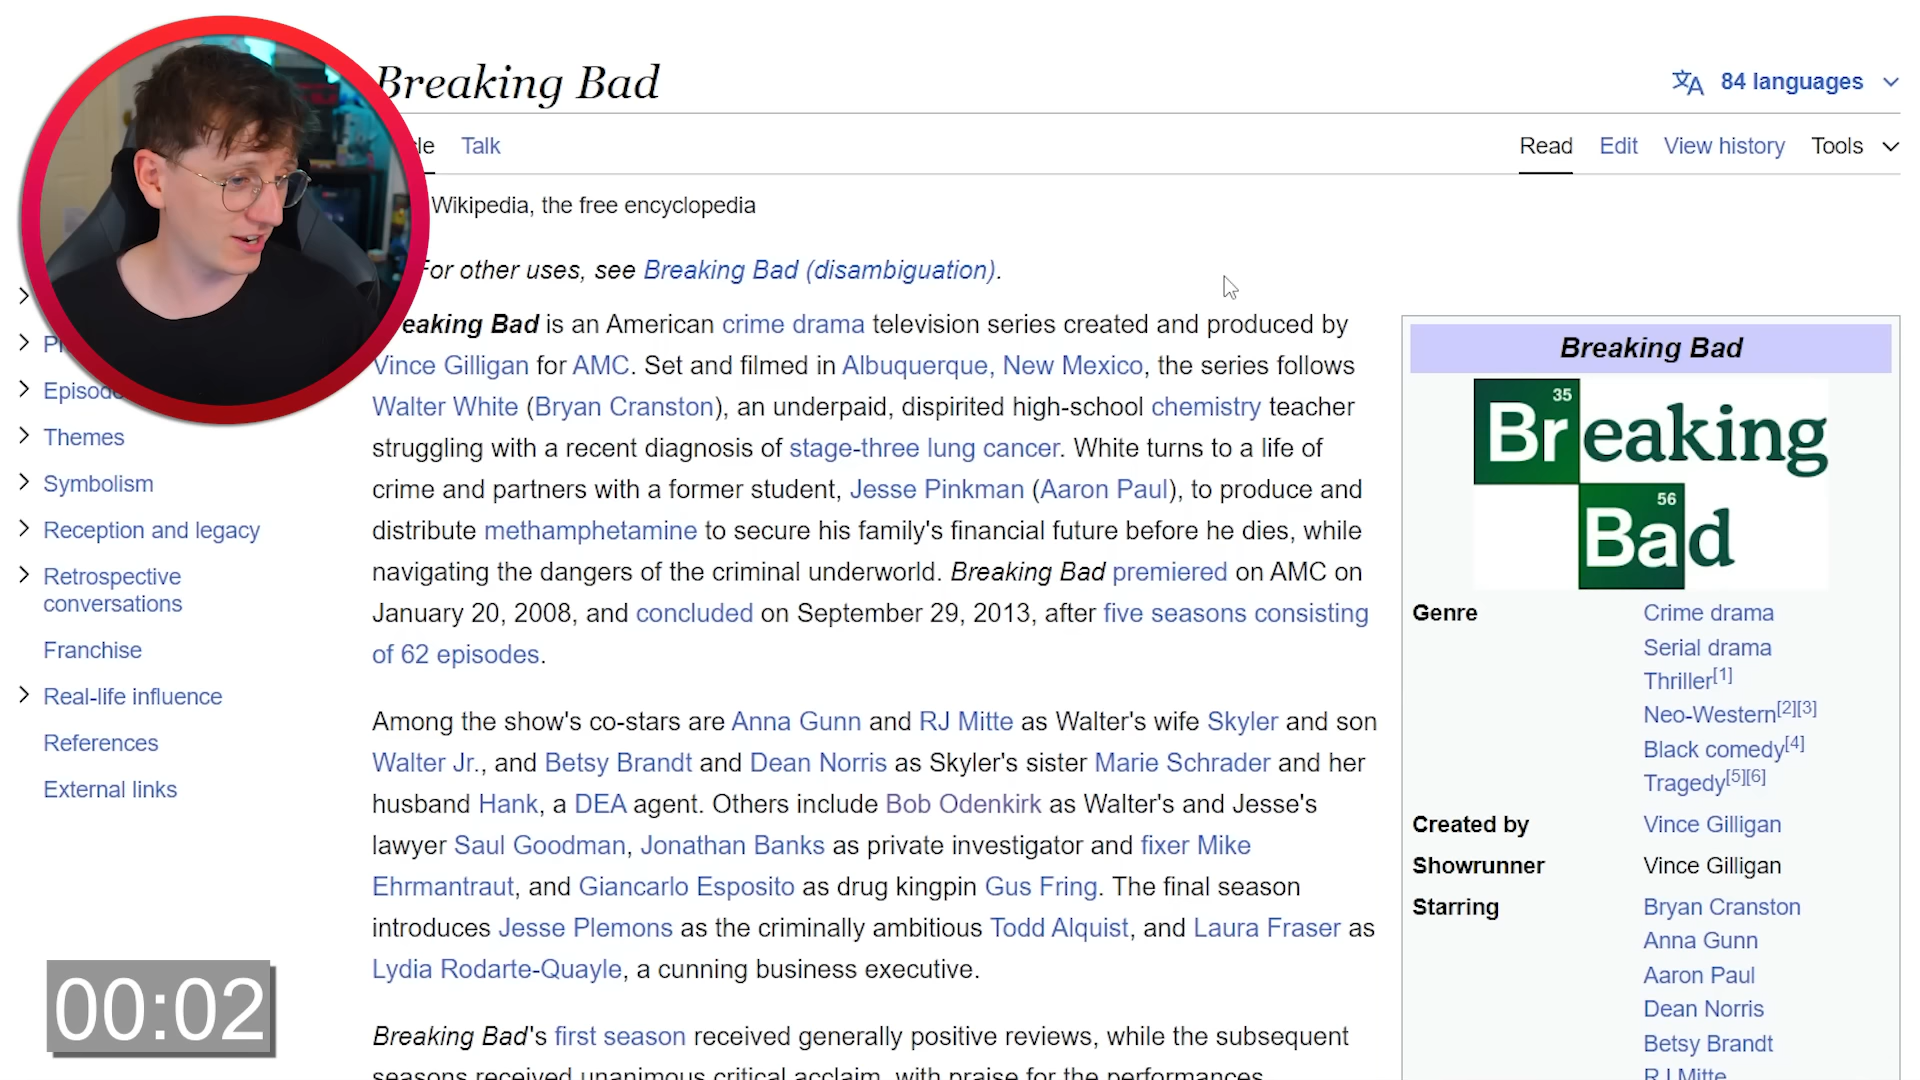 Breaking Bad
84 languages
Talk
Read Edit View history Tools
Wikipedia, the free encyclopedia
For other uses, see Breaking Bad (disambiguation).
eaking Bad is an American crime drama television series created and produced by
Vince Gilligan for AMC. Set and filmed in Albuquerque, New Mexico, the series follows
Walter White (Bryan Cranston), an underpaid, dispirited high-school chemistry teacher
struggling with a recent diagnosis of stage-three lung cancer. White turns to a life of
crime and partners with a former student, Jesse Pinkman (Aaron Paul), to produce and
distribute methamphetamine to secure his family's financial future before he dies, while
navigating the dangers of the criminal underworld. Breaking Bad premiered on AMC on
January 20, 2008, and concluded on September 29, 2013, after five seasons consisting
of 62 episodes.
Among the show's co-stars are Anna Gunn and RJ Mitte as Walter's wife Skyler and son
Walter Jr., and Betsy Brandt and Dean Norris as Skyler's sister Marie Schrader and her
husband Hank, a DEA agent. Others include Bob Odenkirk as Walter's and Jesse's
lawyer Saul Goodman, Jonathan Banks as private investigator and fixer Mike
Ehrmantraut, and Giancarlo Esposito as drug kingpin Gus Fring. The final season
introduces Jesse Plemons as the criminally ambitious Todd Alquist, and Laura Fraser as
Lydia Rodarte-Quayle, a cunning business executive.
Breaking Bad's first season received generally positive reviews, while the subsequent
seasons received unanimous critical acclaim, with praise for the performances,
Themes
Symbolism
Reception and legacy
Retrospective
conversations
Franchise
Real-life influence
References
External links
00:02
Breaking Bad
35
Breaking
56
Bad
Genre Crime drama
Serial drama
Thriller[1]
Neo-Western[2][3]
Black comedy[4]
Tragedy[5][6]
Created by Vince Gilligan
Showrunner Vince Gilligan
Starring Bryan Cranston
Anna Gunn
Aaron Paul
Dean Norris
Betsy Brandt
RJ Mitte